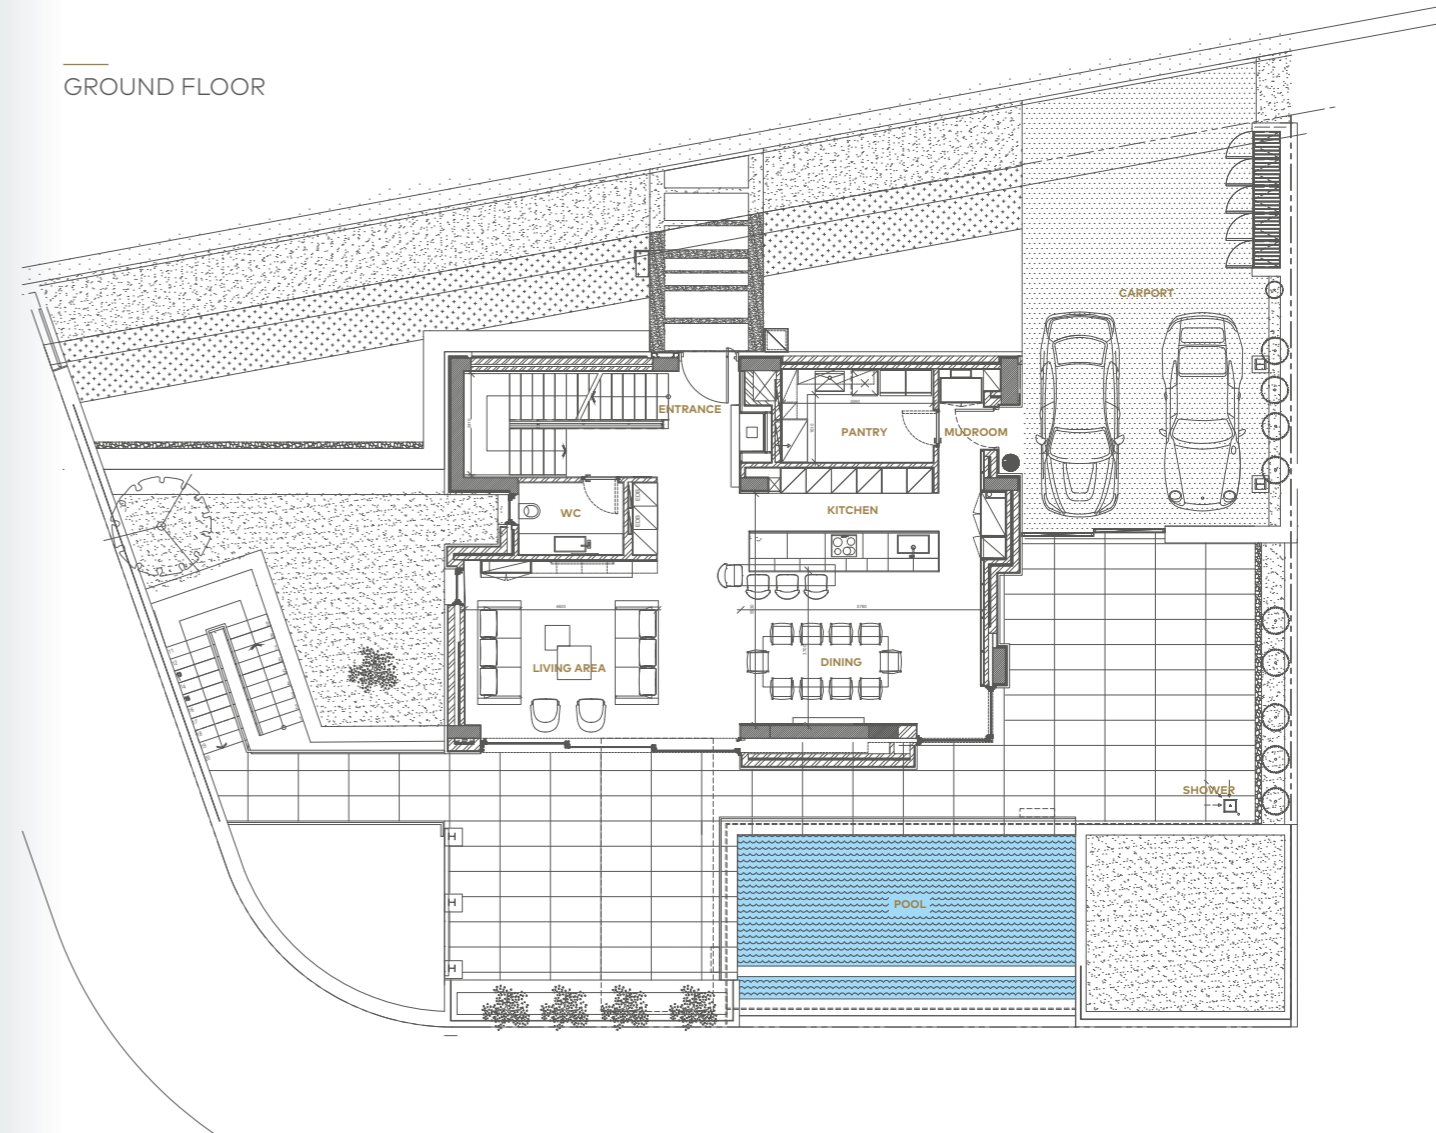 GROUND FLOOR
CARPORT
ENTRANCE
PANTRY
MUDROOM
WC
KITCHEN
LIVING AREA
DINING
SHOWER
POOL